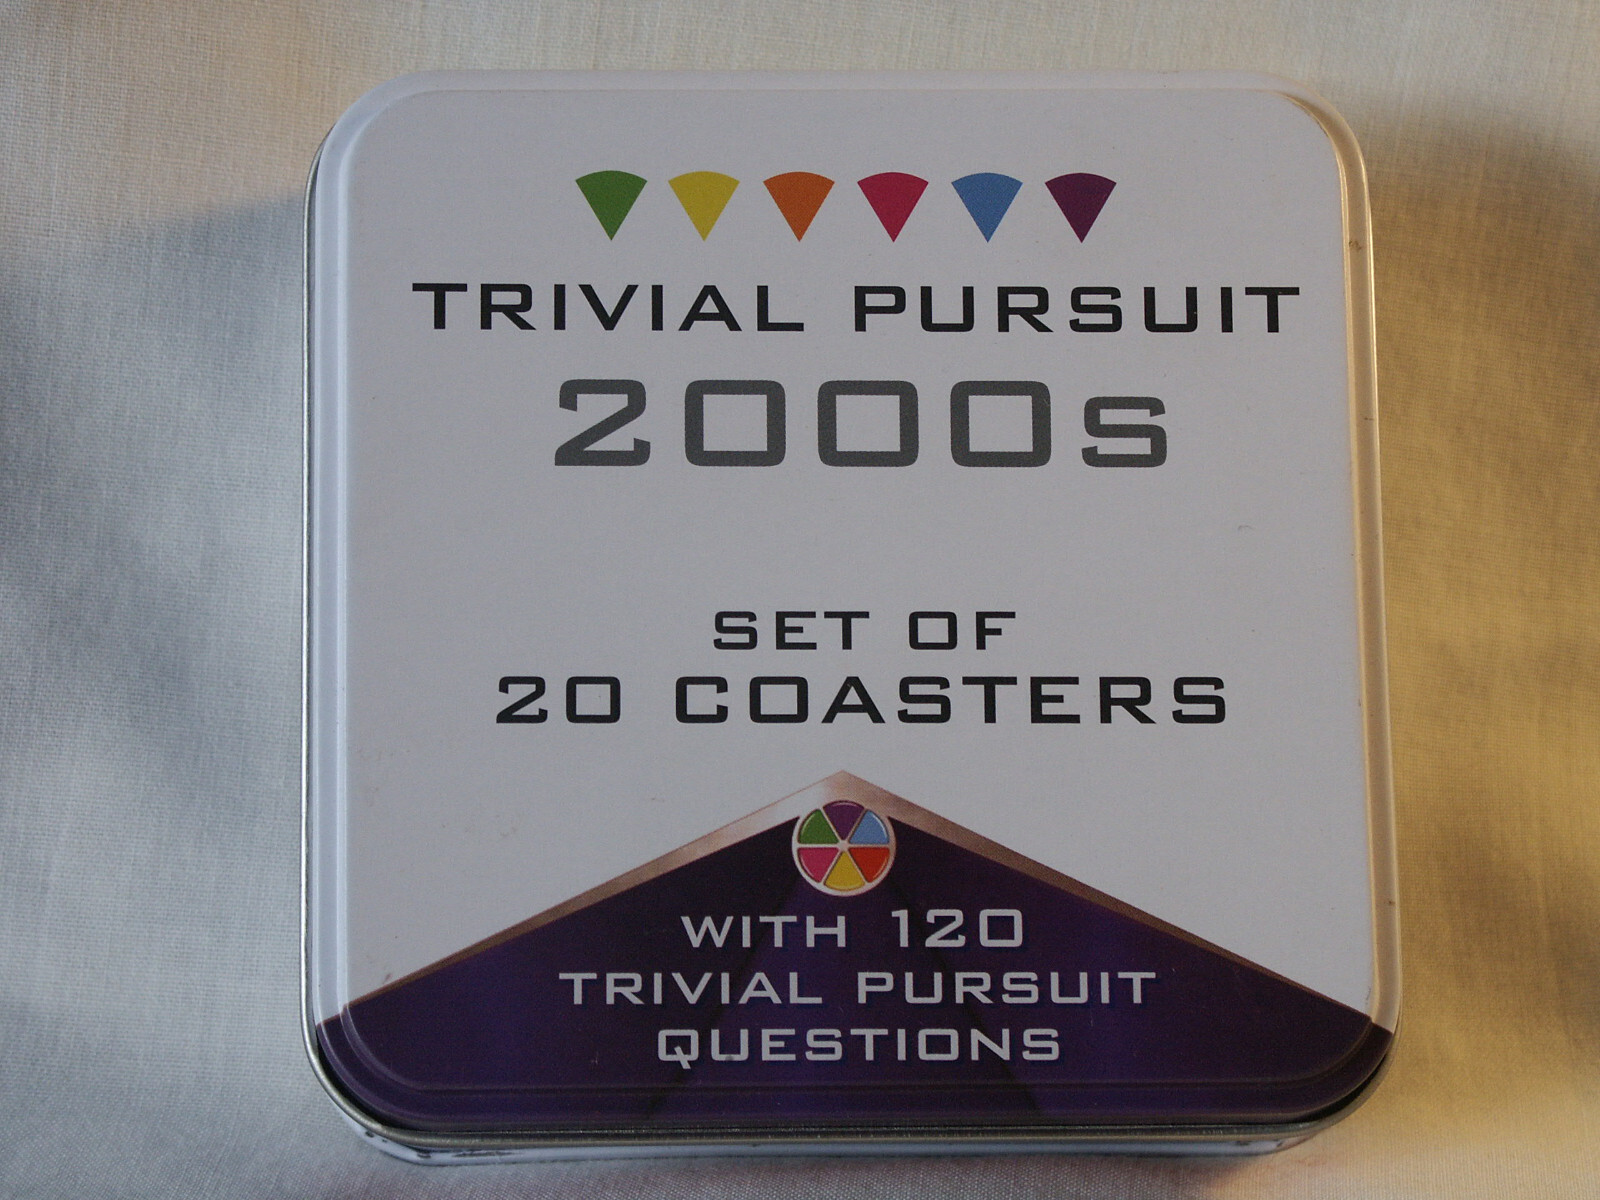 TRIVIAL PURSUIT
2000s
SET OF
20 COASTERS
WITH 120
TRIVIAL PURSUIT
QUESTIONS